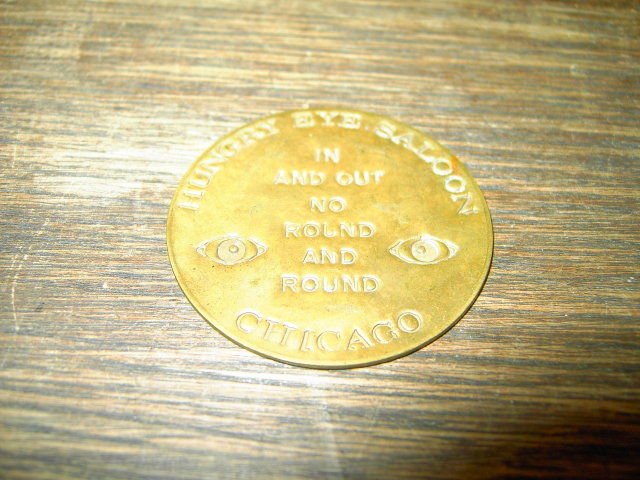 HUNGRY EYE SALOON
IN
AND OUT
NO
ROUND
AND
ROUND
CHICAGO